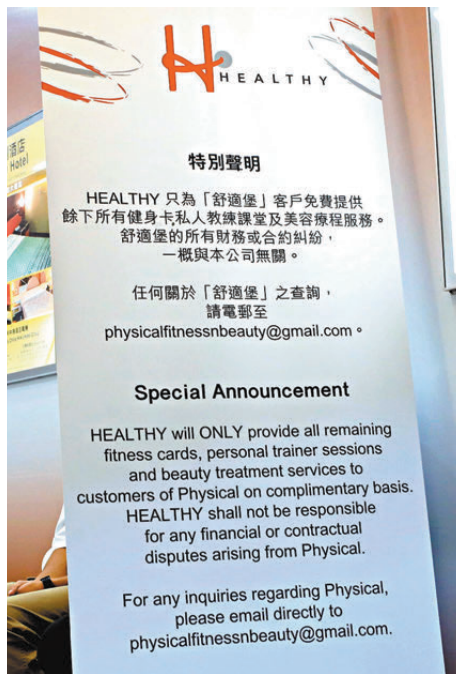 HEALTHY
特別聲明
HEALTHY 只為「舒適堡」客戶免費提供
餘下所有健身卡私人教練課堂及美容療程服務。
舒適堡的所有財務或合約糾紛，
一概與本公司無關。
任何關於「舒適堡」之查詢，
請電郵至
physicalfitnessnbeauty@gmail.com。
Special Announcement
HEALTHY will ONLY provide all remaining
fitness cards, personal trainer sessions
and beauty treatment services to
customers of Physical on complimentary basis.
HEALTHY shall not be responsible
for any financial or contractual
disputes arising from Physical.
For any inquiries regarding Physical,
please email directly to
physicalfitnessnbeauty@gmail.com.
酒店
Hotel